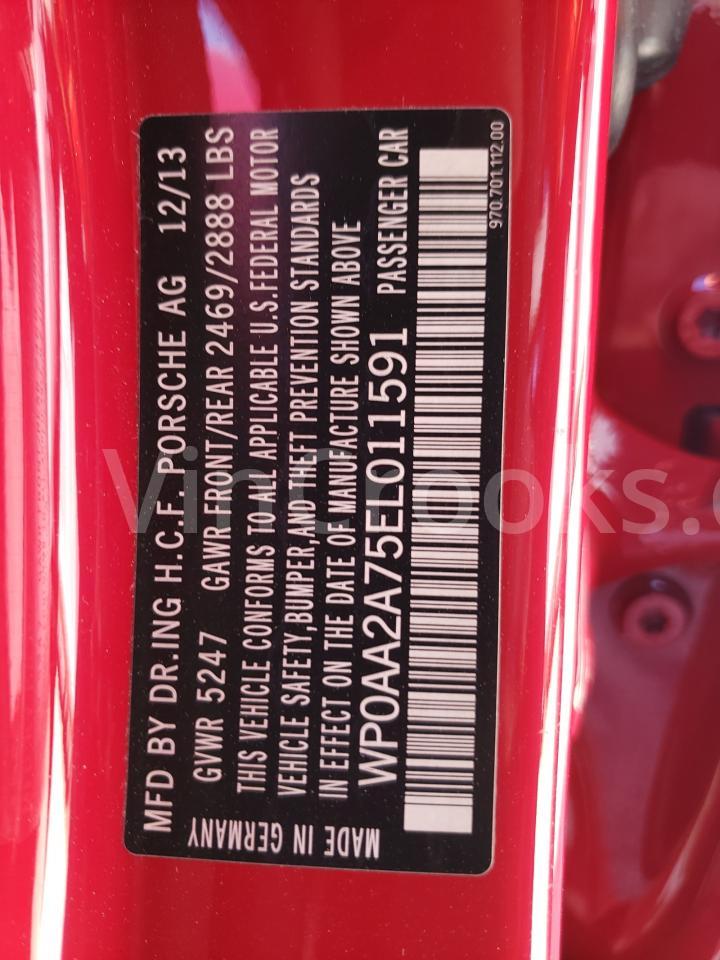 MFD BY DR.ING H.C.F. PORSCHE AG 12/13
GVWR 5247 GAWR FRONT/REAR 2469/2888 LBS
THIS VEHICLE CONFORMS TO ALL APPLICABLE U.S.FEDERAL MOTOR
VEHICLE SAFETY,BUMPER,AND THEFT PREVENTION STANDARDS
IN EFFECT ON THE DATE OF MANUFACTURE SHOWN ABOVE
WP0AA2A75EL011591 PASSENGER CAR
MADE IN GERMANY
970.701.112.00
VinCrooks.c